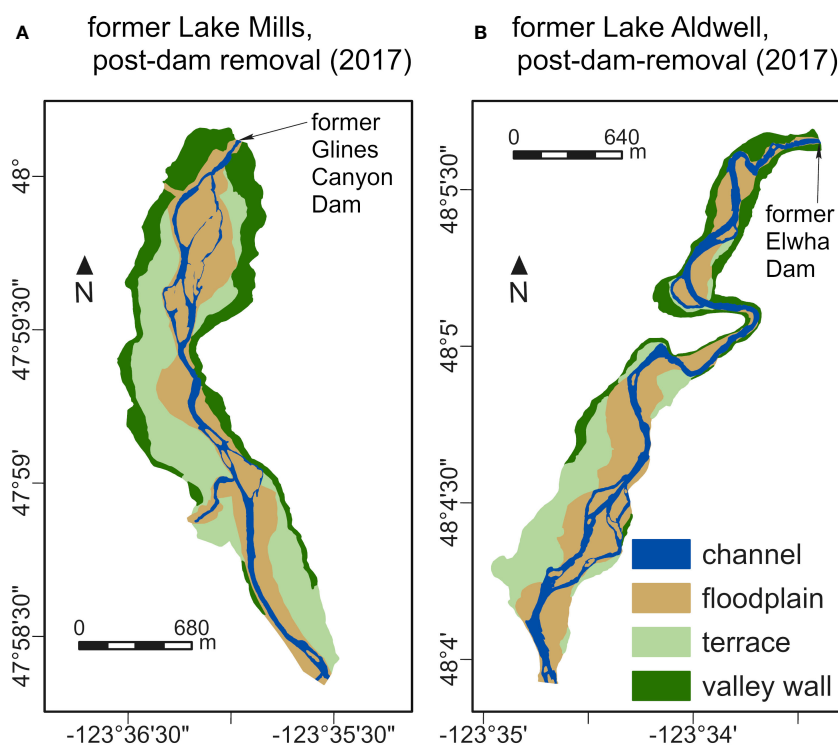 A
former Lake Mills,
post-dam removal (2017)
former
Glines
Canyon
Dam
48°
N
47°59'30"
47°59'
47°58'30"
0 680
m
-123°36'30" -123°35'30"
B
former Lake Aldwell,
post-dam-removal (2017)
0 640
m
48°5'30"
former
Elwha
Dam
N
48°5'
48°4'30"
48°4'
channel
floodplain
terrace
valley wall
-123°35' -123°34'